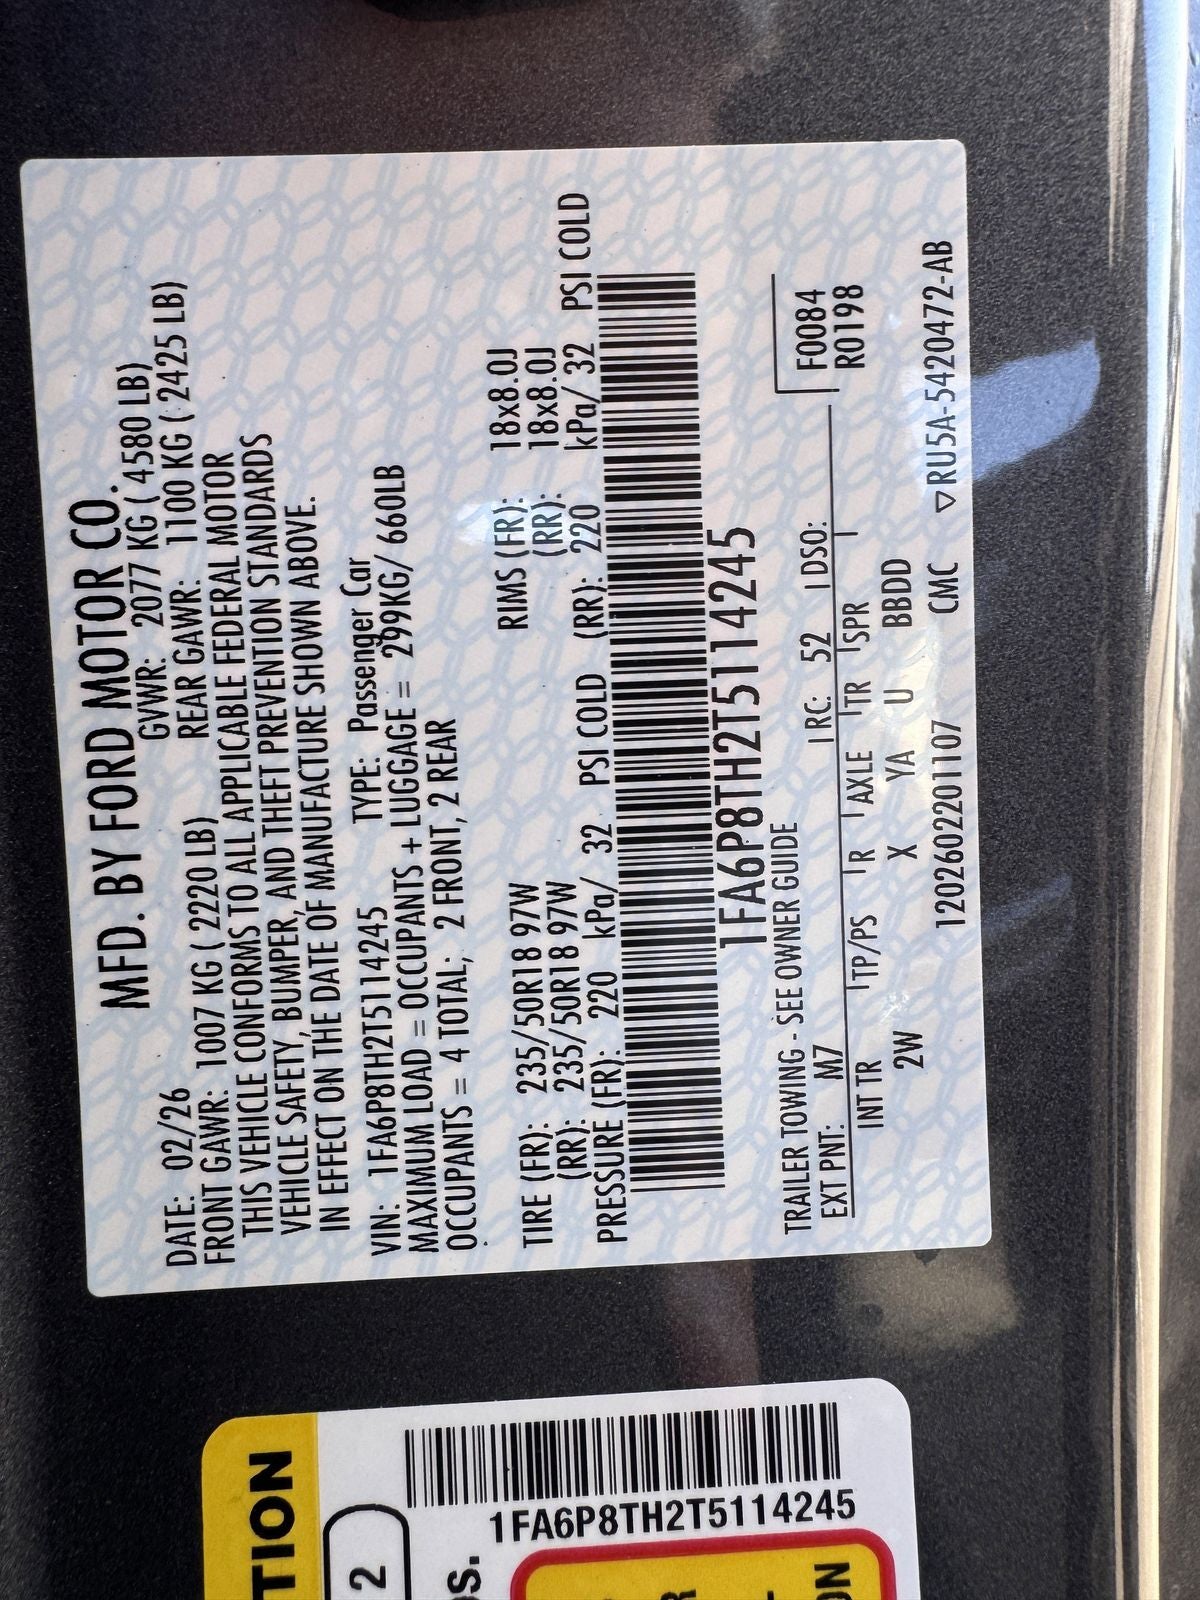 MFD. BY FORD MOTOR CO.
DATE: 02/26 GVWR: 2077 KG ( 4580 LB)
FRONT GAWR: 1007 KG ( 2220 LB) REAR GAWR: 1100 KG ( 2425 LB)
THIS VEHICLE CONFORMS TO ALL APPLICABLE FEDERAL MOTOR
VEHICLE SAFETY, BUMPER, AND THEFT PREVENTION STANDARDS
IN EFFECT ON THE DATE OF MANUFACTURE SHOWN ABOVE.
VIN: 1FA6P8TH2T5114245 TYPE: Passenger Car
MAXIMUM LOAD = OCCUPANTS + LUGGAGE = 299KG/ 660LB
OCCUPANTS = 4 TOTAL, 2 FRONT, 2 REAR
TIRE (FR): 235/50R18 97W RIMS (FR): 18x8.0J
(RR): 235/50R18 97W (RR): 18x8.0J
PRESSURE (FR): 220 kPa/ 32 PSI COLD (RR): 220 kPa/ 32 PSI COLD
1FA6P8TH2T5114245
TRAILER TOWING - SEE OWNER GUIDE
EXT PNT: M7 RC: 52 DSO: F0084
R0198
INT TR TP/PS R AXLE TR SPR
2W X YA U BBDD
1202602201107 CMC ▽RU5A-5420472-AB
TION
2
1FA6P8TH2T5114245
os.
R
ON